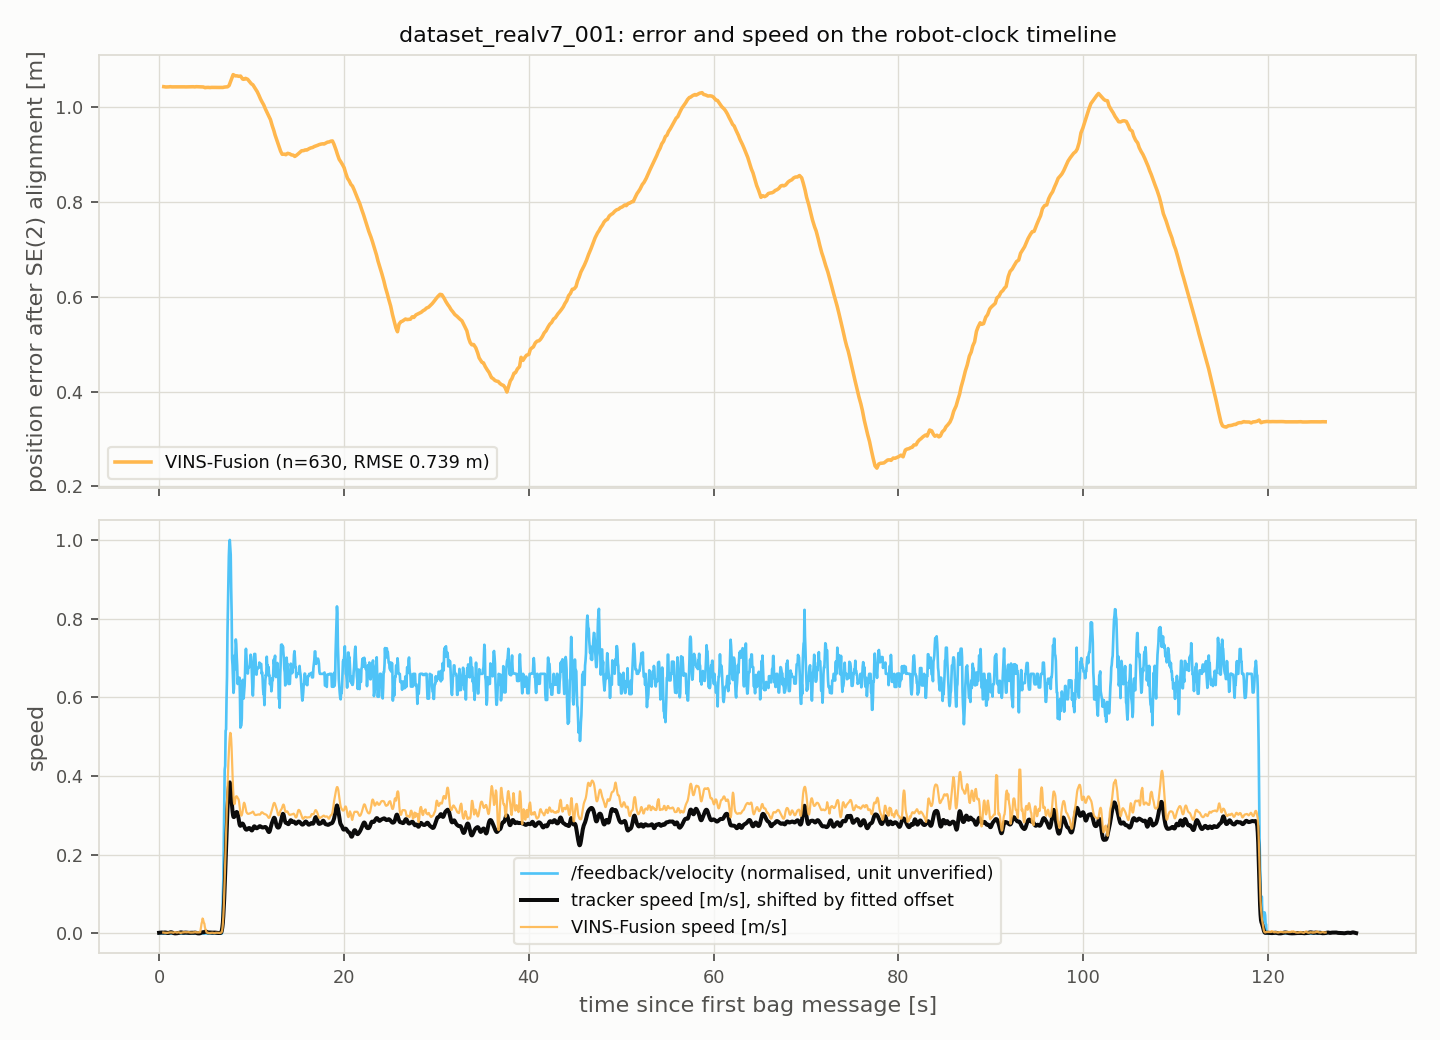 dataset_realv7_001: error and speed on the robot-clock timeline
position error after SE(2) alignment [m]
1.0
0.8
0.6
0.4
0.2
VINS-Fusion (n=630, RMSE 0.739 m)
speed
1.0
0.8
0.6
0.4
0.2
0.0
/feedback/velocity (normalised, unit unverified)
tracker speed [m/s], shifted by fitted offset
VINS-Fusion speed [m/s]
0 20 40 60 80 100 120
time since first bag message [s]